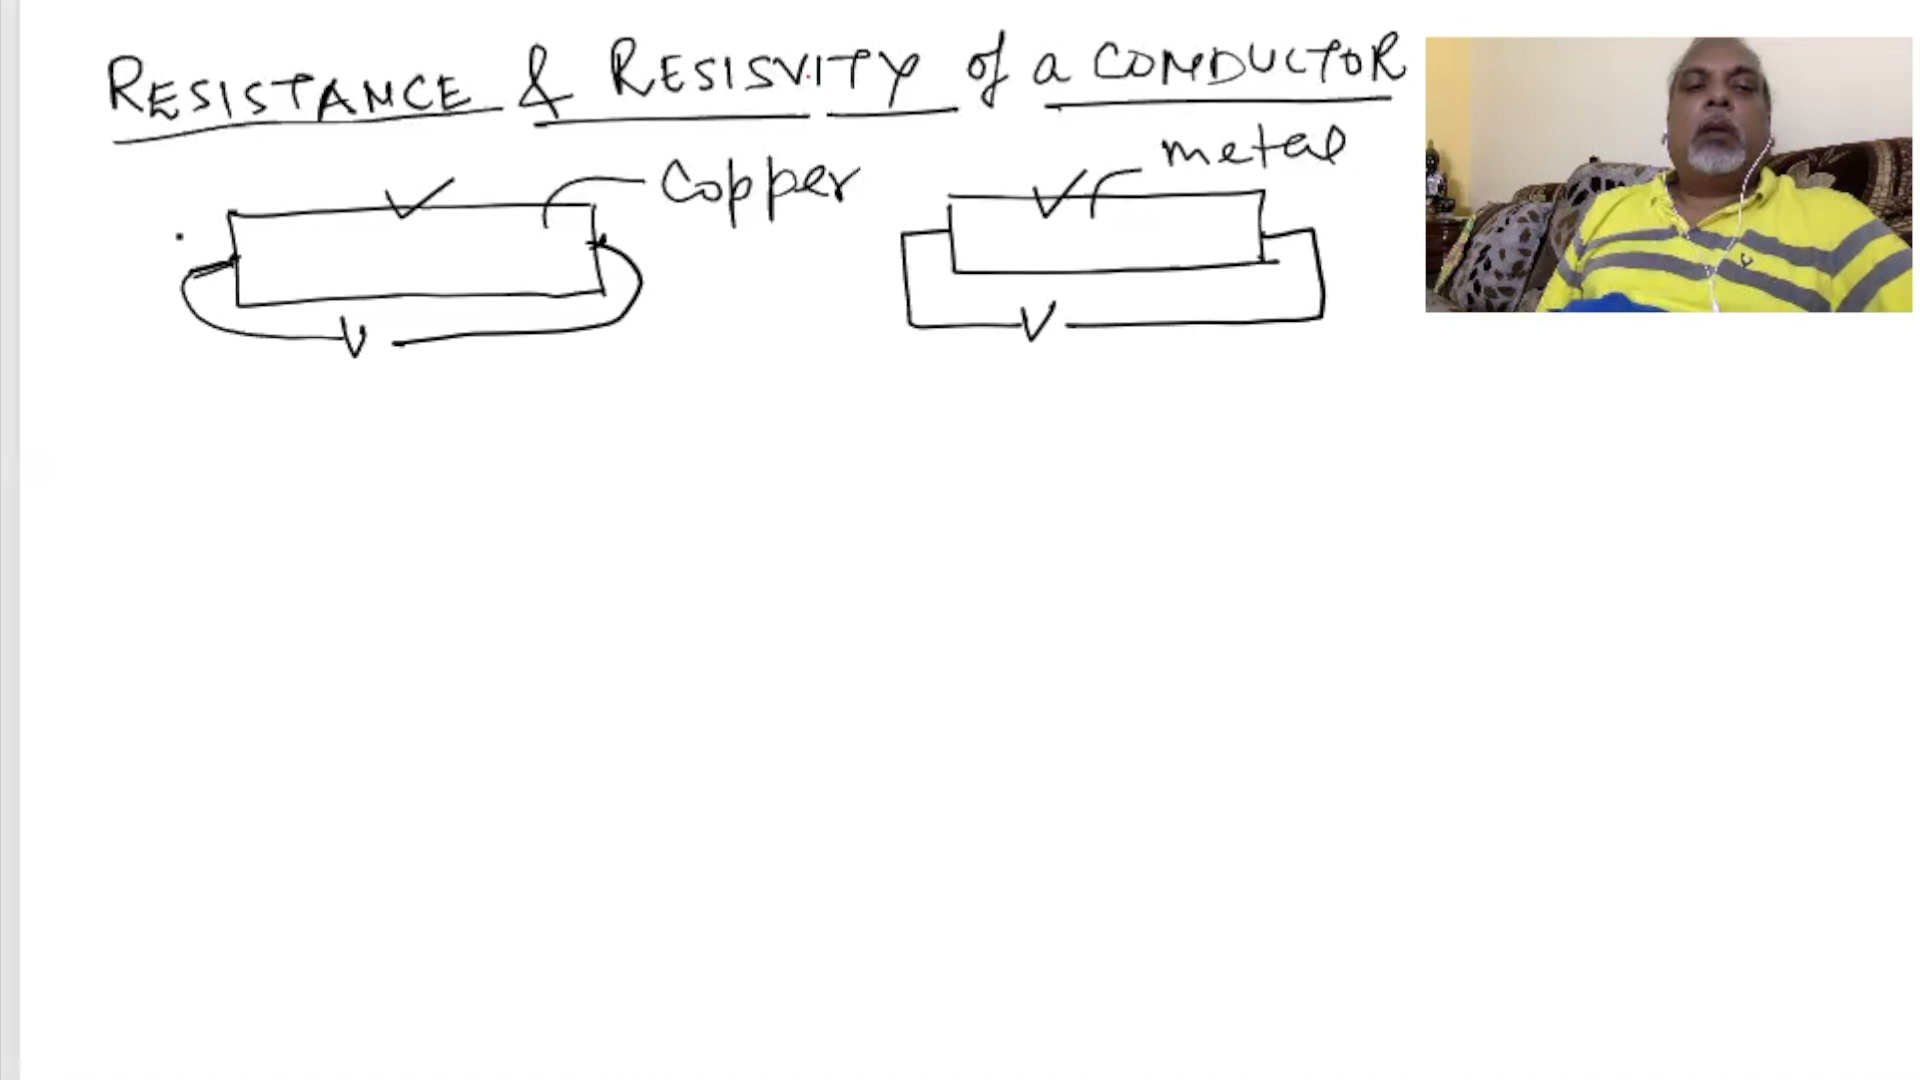 RESISTANCE & RESISVITY of a CONDUCTOR
Copper
metal
V
V